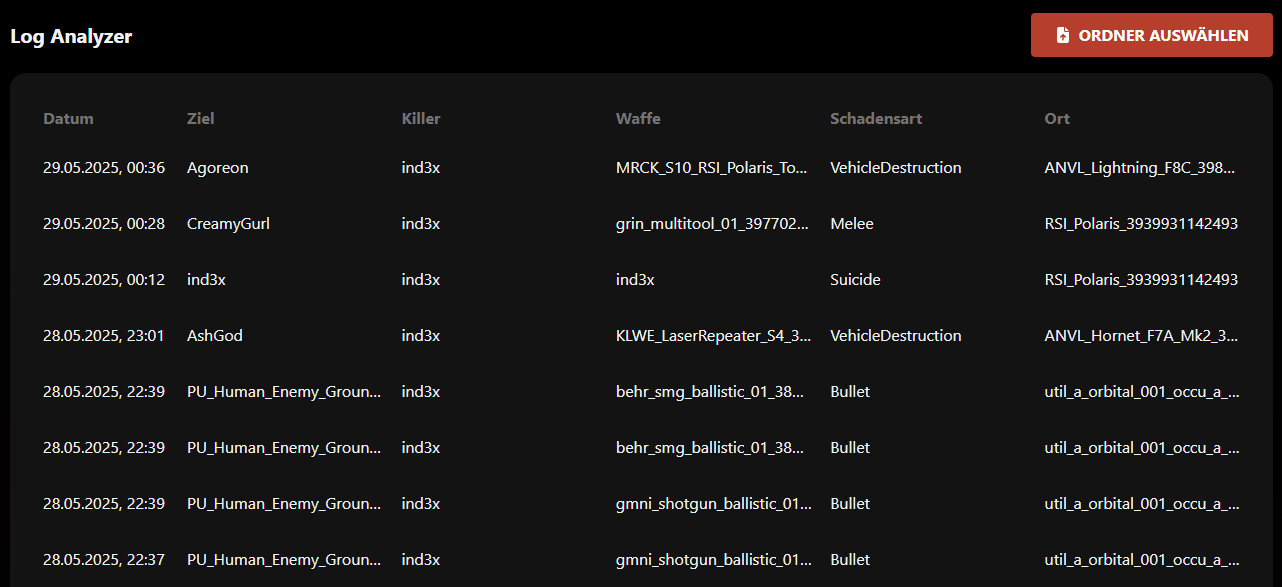 Log Analyzer
ORDNER AUSWÄHLEN
Datum Ziel Killer Waffe Schadensart Ort
29.05.2025, 00:36 Agoreon ind3x MRCK_S10_RSI_Polaris_To... VehicleDestruction ANVL_Lightning_F8C_398...
29.05.2025, 00:28 CreamyGurl ind3x grin_multitool_01_397702... Melee RSI_Polaris_3939931142493
29.05.2025, 00:12 ind3x ind3x ind3x Suicide RSI_Polaris_3939931142493
28.05.2025, 23:01 AshGod ind3x KLWE_LaserRepeater_S4_3... VehicleDestruction ANVL_Hornet_F7A_Mk2_3...
28.05.2025, 22:39 PU_Human_Enemy_Groun... ind3x behr_smg_ballistic_01_38... Bullet util_a_orbital_001_occu_a_...
28.05.2025, 22:39 PU_Human_Enemy_Groun... ind3x behr_smg_ballistic_01_38... Bullet util_a_orbital_001_occu_a_...
28.05.2025, 22:39 PU_Human_Enemy_Groun... ind3x gmni_shotgun_ballistic_01... Bullet util_a_orbital_001_occu_a_...
28.05.2025, 22:37 PU_Human_Enemy_Groun... ind3x gmni_shotgun_ballistic_01... Bullet util_a_orbital_001_occu_a_...